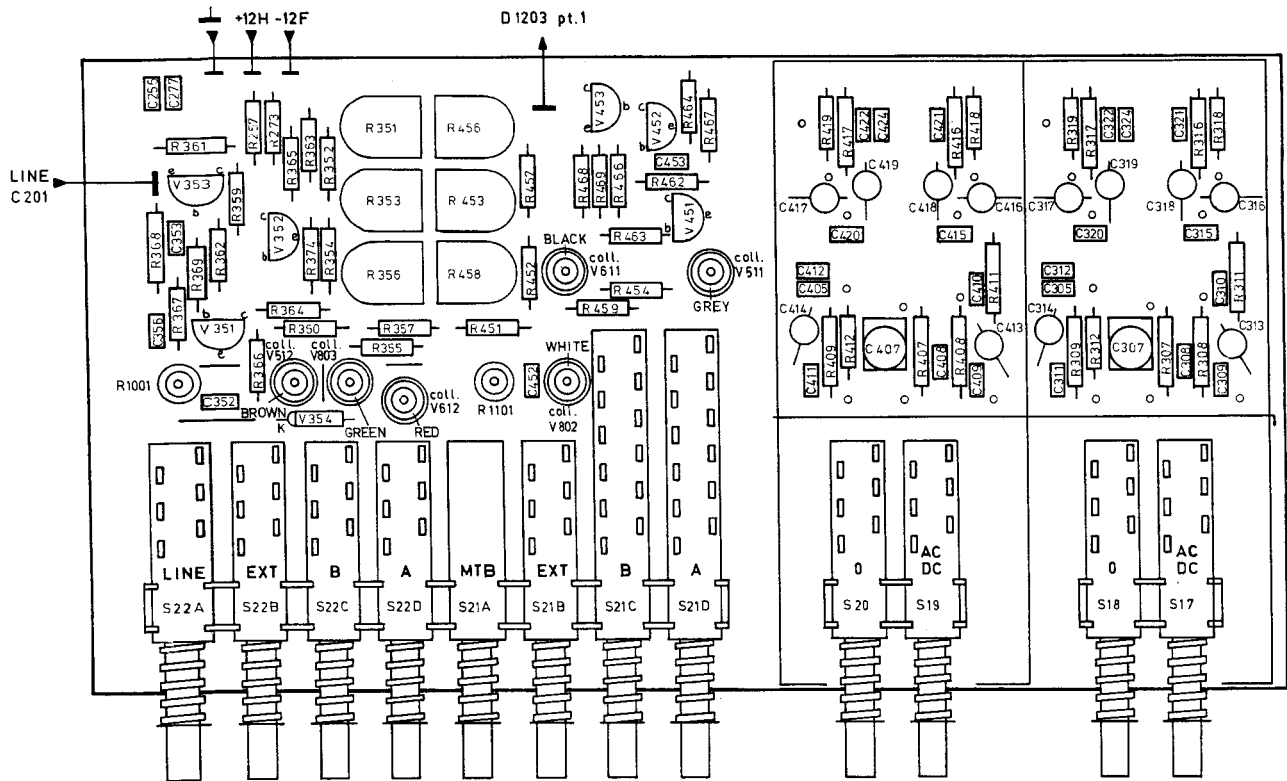 +12H -12F
D1203 pt.1
LINE
C201
C255
C277
R361
R257
R273
R365
R363
R352
R351
R456
V353
e
c
b
R359
R353
R453
R457
V453
c
b
V452
c
e
b
R464
R467
C453
R462
R468
R469
R466
V451
c
e
b
R463
R368
C353
R369
R362
V352
c
e
b
R374
R354
R356
R458
R452
BLACK
coll.
V611
coll.
V511
GREY
R454
R459
C356
R367
V351
b
c
e
R364
R360
R357
R451
R355
coll.
V512
coll.
V803
R366
R1001
C352
BROWN
K
V354
GREEN
coll.
V612
RED
R1101
C452
WHITE
coll.
V802
R419
R417
C422
C424
C419
C421
R416
R418
C417
C418
C416
C420
C415
C412
C405
C410
R411
C414
C413
R409
R412
C407
C411
R407
C408
R408
C409
R319
R317
C322
C324
C319
C321
R316
R318
C317
C318
C316
C320
C315
C312
C305
C310
R311
C314
C313
R309
R312
C307
C311
R307
C308
R308
C309
LINE
EXT
B
A
MTB
EXT
B
A
0
AC
DC
0
AC
DC
S22A
S22B
S22C
S22D
S21A
S21B
S21C
S21D
S20
S19
S18
S17